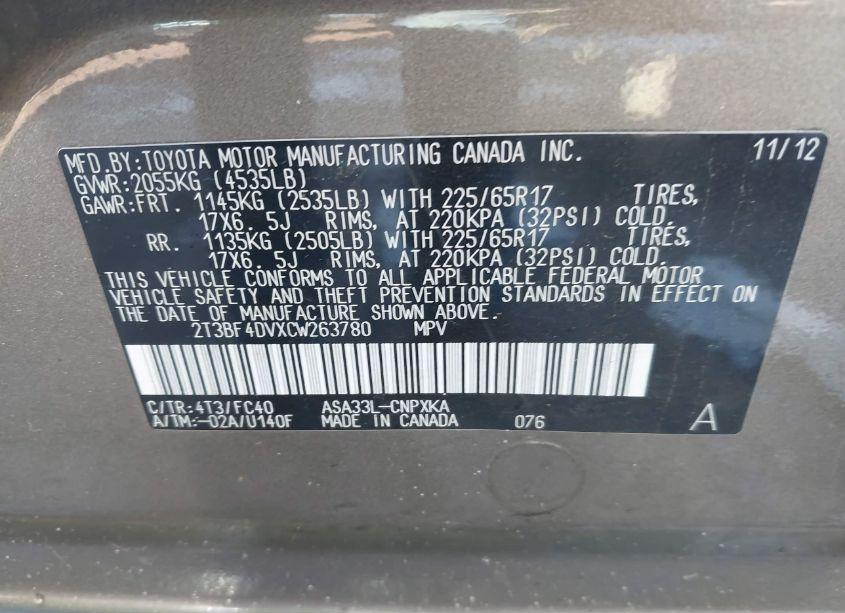 MFD.BY:TOYOTA MOTOR MANUFACTURING CANADA INC. 11/12
GVWR:2055KG (4535LB)
GAWR:FRT. 1145KG (2535LB) WITH 225/65R17 TIRES,
17X6. 5J RIMS, AT 220KPA (32PSI) COLD.
RR. 1135KG (2505LB) WITH 225/65R17 TIRES,
17X6. 5J RIMS, AT 220KPA (32PSI) COLD.
THIS VEHICLE CONFORMS TO ALL APPLICABLE FEDERAL MOTOR
VEHICLE SAFETY AND THEFT PREVENTION STANDARDS IN EFFECT ON
THE DATE OF MANUFACTURE SHOWN ABOVE.
2T3BF4DVXCW263780 MPV
C/TR:4T3/FC40 ASA33L-CNPXKA
A/TM:-02A/U140F MADE IN CANADA 076 A